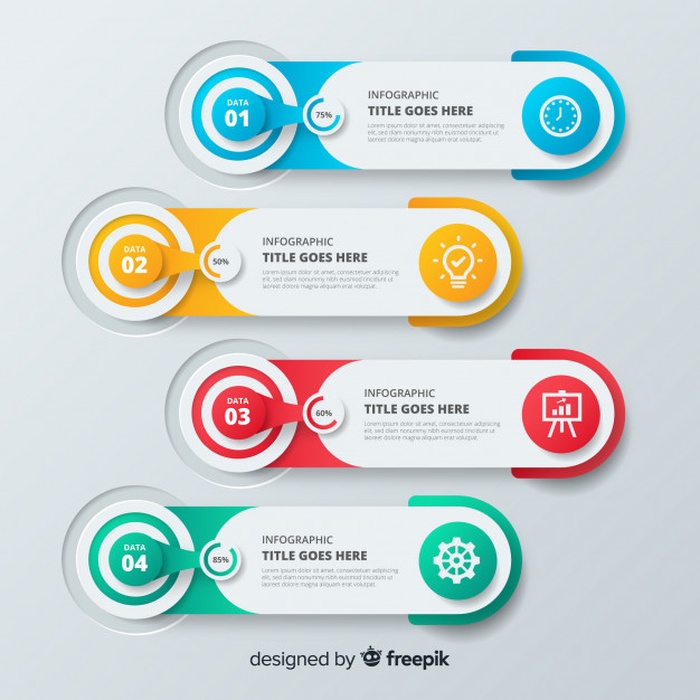 DATA
01
75%
INFOGRAPHIC
TITLE GOES HERE
Lorem ipsum dolor sit amet, consectetuer adipiscing
elit, sed diam nonummy nibh euismod tincidunt ut
laoreet dolore magna aliquam erat volutpat.
DATA
02
50%
INFOGRAPHIC
TITLE GOES HERE
Lorem ipsum dolor sit amet, consectetuer adipiscing
elit, sed diam nonummy nibh euismod tincidunt ut
laoreet dolore magna aliquam erat volutpat.
DATA
03
60%
INFOGRAPHIC
TITLE GOES HERE
Lorem ipsum dolor sit amet, consectetuer adipiscing
elit, sed diam nonummy nibh euismod tincidunt ut
laoreet dolore magna aliquam erat volutpat.
DATA
04
85%
INFOGRAPHIC
TITLE GOES HERE
Lorem ipsum dolor sit amet, consectetuer adipiscing
elit, sed diam nonummy nibh euismod tincidunt ut
laoreet dolore magna aliquam erat volutpat.
designed by freepik